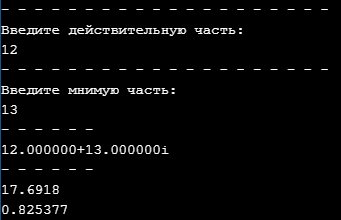 - - - - - - - - - - - - - - - - - - - -
Введите действительную часть:
12
- - - - - - - - - - - - - - - - - - - -
Введите мнимую часть:
13
- - - - - -
12.000000+13.000000i
- - - - - -
17.6918
0.825377